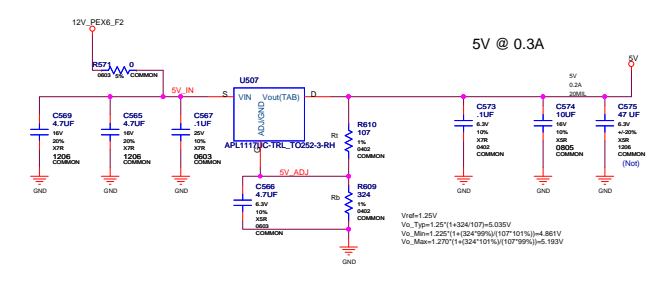 12V_PEX6_F2
5V @ 0.3A
R571 0
0603 5% COMMON
5V
5V
0.2A
20MIL
5V_IN
U507
S VIN Vout(TAB) D
ADJ/GND
G
APL1117UC-TRL_TO252-3-RH
C569
4.7UF
16V
20%
X7R
1206
COMMON
C565
4.7UF
16V
20%
X7R
1206
COMMON
C567
.1UF
25V
10%
X7R
0603
COMMON
Rt
R610
107
1%
0402
COMMON
C573
.1UF
6.3V
10%
X7R
0402
COMMON
C574
10UF
16V
10%
X5R
0805
COMMON
C575
47 UF
6.3V
+/-20%
X5R
1206
COMMON
(Not)
5V_ADJ
C566
4.7UF
6.3V
10%
X5R
0603
COMMON
Rb
R609
324
1%
0402
COMMON
GND
GND
GND
GND
GND
GND
GND
Vref=1.25V
Vo_Typ=1.25*(1+324/107)=5.035V
Vo_Min=1.225*(1+(324*99%)/(107*101%))=4.861V
Vo_Max=1.270*(1+(324*101%)/(107*99%))=5.193V